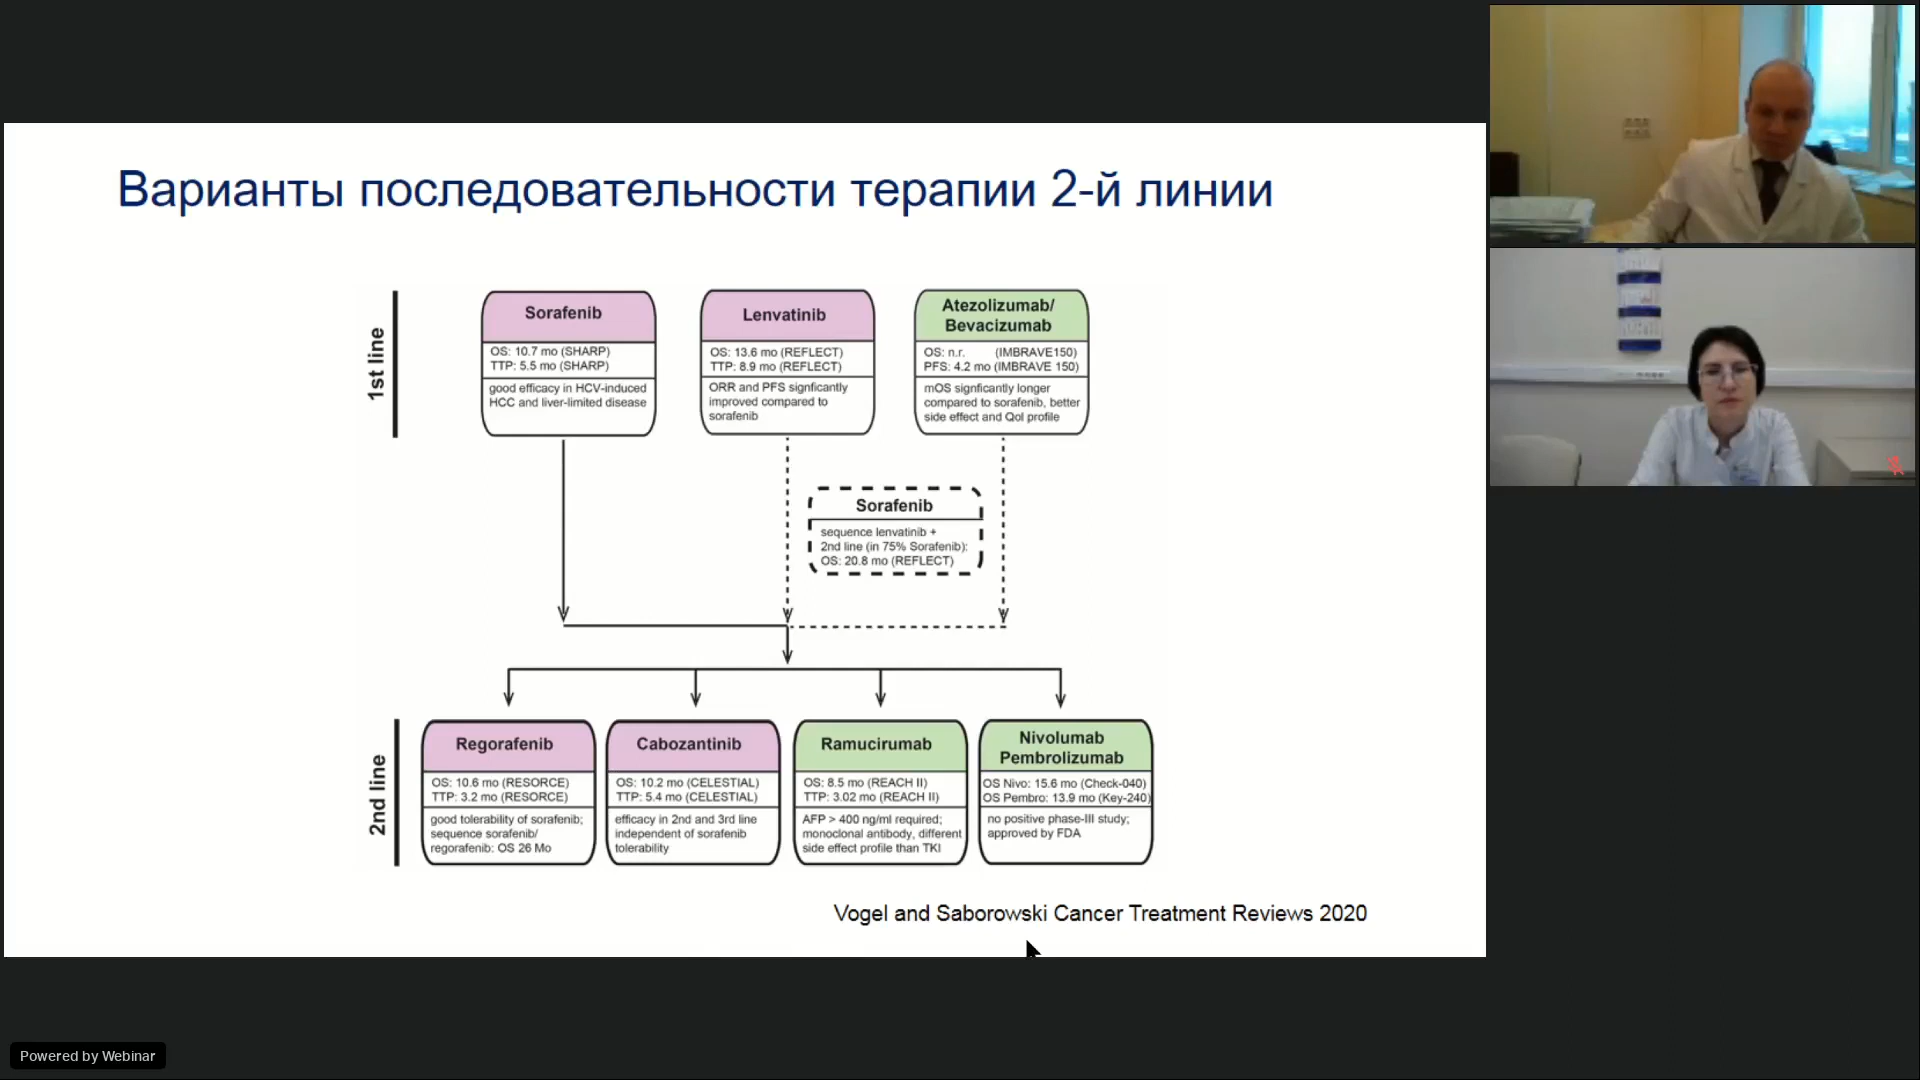 Варианты последовательности терапии 2-й линии
1st line
Sorafenib
OS: 10.7 mo (SHARP)
TTP: 5.5 mo (SHARP)
good efficacy in HCV-induced
HCC and liver-limited disease
Lenvatinib
OS: 13.6 mo (REFLECT)
TTP: 8.9 mo (REFLECT)
ORR and PFS signficantly
improved compared to
sorafenib
Atezolizumab/
Bevacizumab
OS: n.r. (IMBRAVE150)
PFS: 4.2 mo (IMBRAVE 150)
mOS signficantly longer
compared to sorafenib, better
side effect and Qol profile
Sorafenib
sequence lenvatinib +
2nd line (in 75% Sorafenib):
OS: 20.8 mo (REFLECT)
2nd line
Regorafenib
OS: 10.6 mo (RESORCE)
TTP: 3.2 mo (RESORCE)
good tolerability of sorafenib;
sequence sorafenib/
regorafenib: OS 26 Mo
Cabozantinib
OS: 10.2 mo (CELESTIAL)
TTP: 5.4 mo (CELESTIAL)
efficacy in 2nd and 3rd line
independent of sorafenib
tolerability
Ramucirumab
OS: 8.5 mo (REACH II)
TTP: 3.02 mo (REACH II)
AFP > 400 ng/ml required;
monoclonal antibody, different
side effect profile than TKI
Nivolumab
Pembrolizumab
OS Nivo: 15.6 mo (Check-040)
OS Pembro: 13.9 mo (Key-240)
no positive phase-III study;
approved by FDA
Vogel and Saborowski Cancer Treatment Reviews 2020
Powered by Webinar